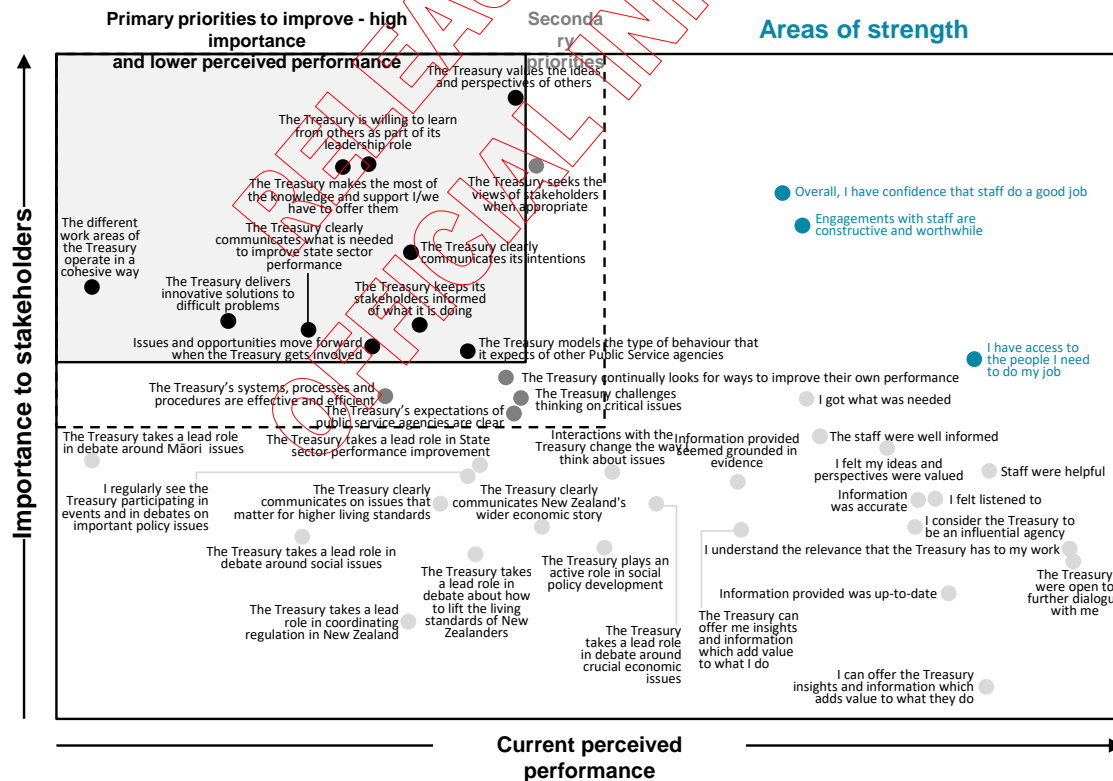 Primary priorities to improve - high
importance
and lower perceived performance
Seconda
ry
priorities
Areas of strength
The Treasury values the ideas
and perspectives of others
The Treasury is willing to learn
from others as part of its
leadership role
The Treasury makes the most of
the knowledge and support I/we
have to offer them
The Treasury seeks the
views of stakeholders
when appropriate
Overall, I have confidence that staff do a good job
Engagements with staff are
constructive and worthwhile
The different
work areas of
the Treasury
operate in a
cohesive way
The Treasury clearly
communicates what is needed
to improve state sector
performance
The Treasury clearly
communicates its intentions
The Treasury delivers
innovative solutions to
difficult problems
The Treasury keeps its
stakeholders informed
of what it is doing
Issues and opportunities move forward
when the Treasury gets involved
The Treasury models the type of behaviour that
it expects of other Public Service agencies
I have access to
the people I need
to do my job
The Treasury continually looks for ways to improve their own performance
The Treasury's systems, processes and
procedures are effective and efficient
The Treasury challenges
thinking on critical issues
The Treasury's expectations of
public service agencies are clear
I got what was needed
The Treasury takes a lead role
in debate around Māori issues
The Treasury takes a lead role in State
sector performance improvement
Interactions with the
Treasury change the way I
think about issues
Information provided
seemed grounded in
evidence
The staff were well informed
I felt my ideas and
perspectives were valued
Staff were helpful
I regularly see the
Treasury participating in
events and in debates on
important policy issues
The Treasury clearly
communicates on issues that
matter for higher living standards
The Treasury clearly
communicates New Zealand's
wider economic story
Information
was accurate
I felt listened to
I consider the Treasury to
be an influential agency
The Treasury takes a lead role in
debate around social issues
I understand the relevance that the Treasury has to my work
The Treasury takes
a lead role in
debate about how
to lift the living
standards of New
Zealanders
The Treasury plays an
active role in social
policy development
The Treasury
were open to
further dialogue
with me
Information provided was up-to-date
The Treasury takes a lead
role in coordinating
regulation in New Zealand
The Treasury
takes a lead role
in debate around
crucial economic
issues
The Treasury can
offer me insights
and information
which add value
to what I do
I can offer the Treasury
insights and information which
adds value to what they do
Importance to stakeholders
Current perceived
performance